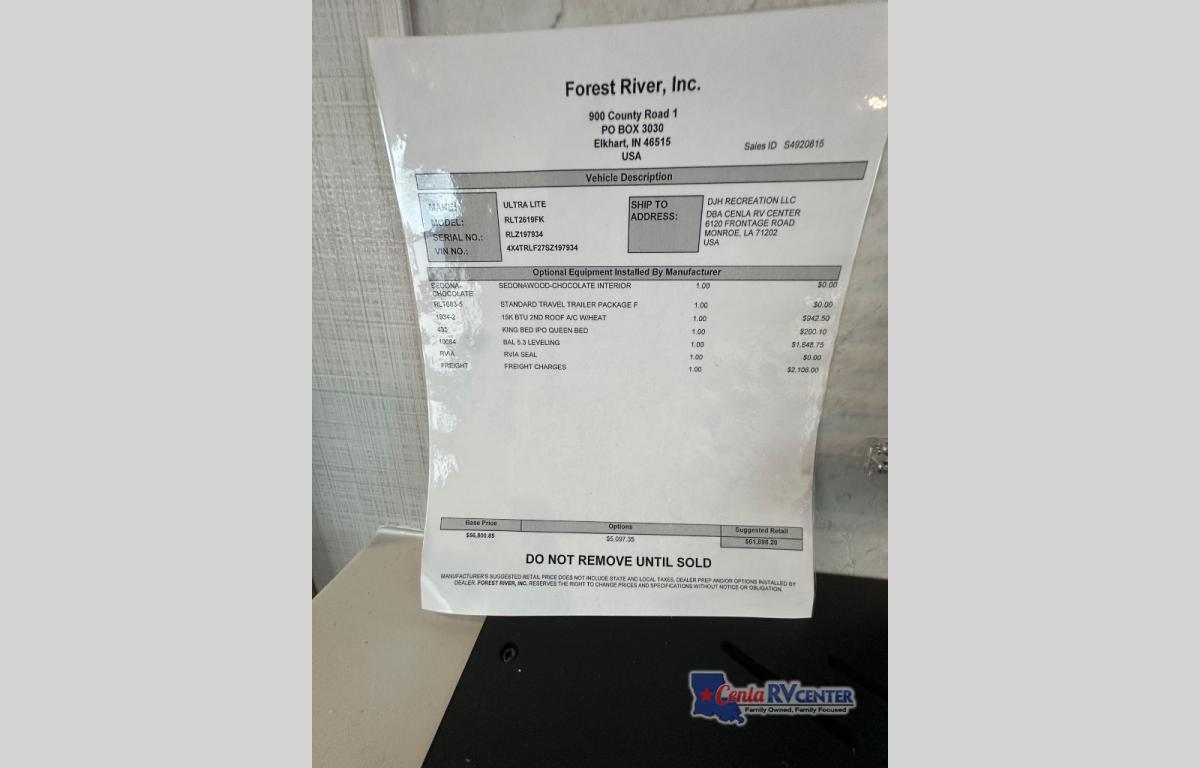 Forest River, Inc.
900 County Road 1
PO BOX 3030
Elkhart, IN 46515
USA
Sales ID S4920815
Vehicle Description
MAKE: ULTRA LITE
MODEL: RLT2619FK
SERIAL NO.: RLZ197934
VIN NO.: 4X4TRLF27SZ197934
SHIP TO
ADDRESS:
DJH RECREATION LLC
DBA CENLA RV CENTER
6120 FRONTAGE ROAD
MONROE, LA 71202
USA
Optional Equipment Installed By Manufacturer
SEDONA- SEDONAWOOD-CHOCOLATE INTERIOR 1.00 $0.00
CHOCOLATE
RLT683-5 STANDARD TRAVEL TRAILER PACKAGE F 1.00 $0.00
1934-2 15K BTU 2ND ROOF A/C W/HEAT 1.00 $942.50
KING BED IPO QUEEN BED 1.00 $200.10
10684 BAL 5.3 LEVELING 1.00 $1,848.75
RVIA RVIA SEAL 1.00 $0.00
FREIGHT FREIGHT CHARGES 1.00 $2,106.00
Base Price Options Suggested Retail
$56,800.85 $5,097.35 $61,898.20
DO NOT REMOVE UNTIL SOLD
MANUFACTURER'S SUGGESTED RETAIL PRICE DOES NOT INCLUDE STATE AND LOCAL TAXES, DEALER PREP AND/OR OPTIONS INSTALLED BY
DEALER. FOREST RIVER, INC. RESERVES THE RIGHT TO CHANGE PRICES AND SPECIFICATIONS WITHOUT NOTICE OR OBLIGATION.
Cenla RV CENTER
Family Owned, Family Focused